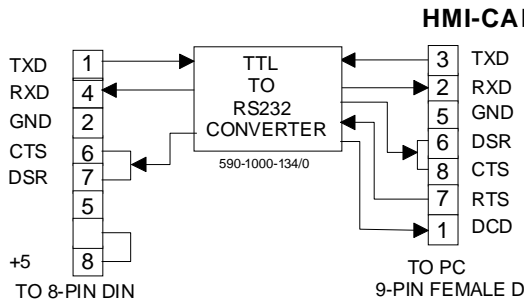 HMI-CA
TXD 1
RXD 4
GND 2
CTS 6
DSR 7
5
+5 8
TO 8-PIN DIN
TTL
TO
RS232
CONVERTER
590-1000-134/0
3 TXD
2 RXD
5 GND
6 DSR
8 CTS
7 RTS
1 DCD
TO PC
9-PIN FEMALE D